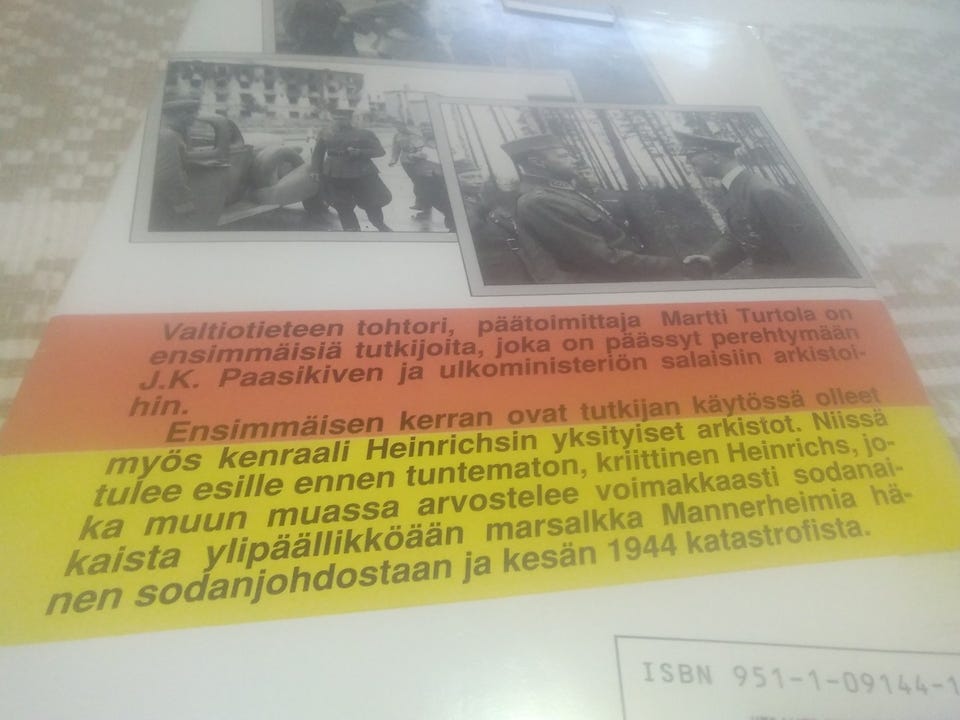 Valtiotieteen tohtori, päätoimittaja Martti Turtola on
ensimmäisiä tutkijoita, joka on päässyt perehtymään
J.K. Paasikiven ja ulkoministeriön salaisiin arkistoi-
hin.
Ensimmäisen kerran ovat tutkijan käytössä olleet
myös kenraali Heinrichsin yksityiset arkistot. Niissä
tulee esille ennen tuntematon, kriittinen Heinrichs, jo-
ka muun muassa arvostelee voimakkaasti sodanai-
kaista ylipäällikköään marsalkka Mannerheimia hä-
nen sodanjohdostaan ja kesän 1944 katastrofista.
ISBN 951-1-09144-1